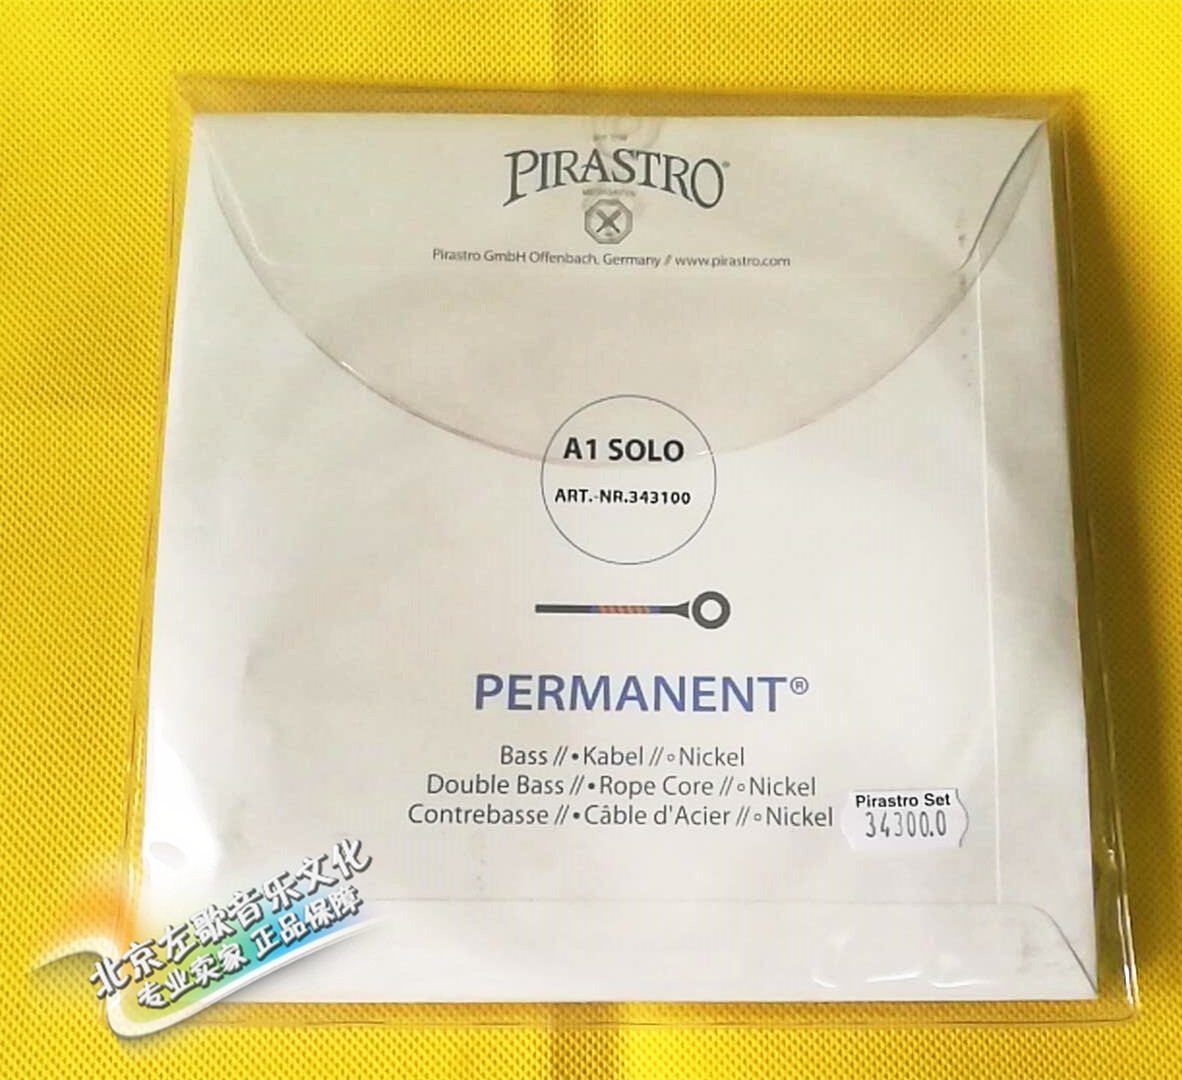 PIRASTRO®
Pirastro GmbH Offenbach, Germany // www.pirastro.com
A1 SOLO
ART.-NR.343100
PERMANENT®
Bass // • Kabel // ∘ Nickel
Double Bass // • Rope Core // ∘ Nickel
Contrebasse // • Câble d'Acier // ∘ Nickel
Pirastro Set
34300.0
北京左歌音乐文化
专业卖家 正品保障